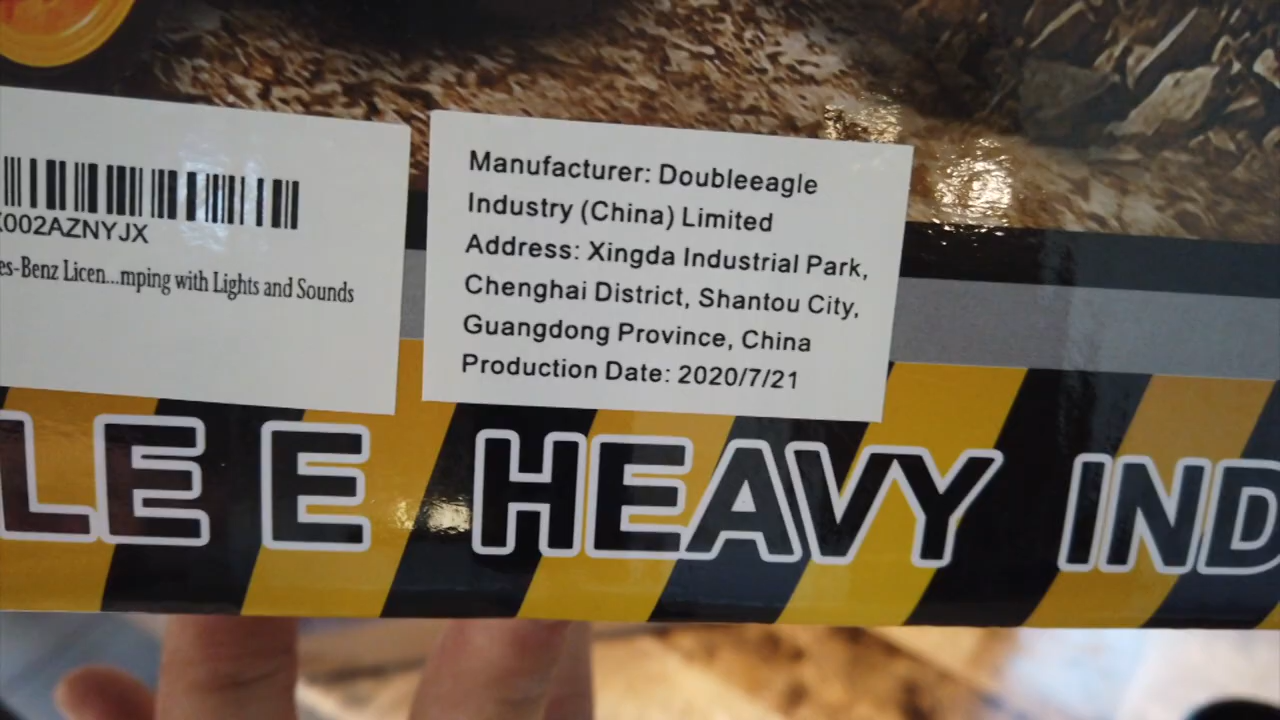 002AZNYJX
es-Benz Licen...mping with Lights and Sounds
Manufacturer: Doubleeagle
Industry (China) Limited
Address: Xingda Industrial Park,
Chenghai District, Shantou City,
Guangdong Province, China
Production Date: 2020/7/21
LE E HEAVY IND